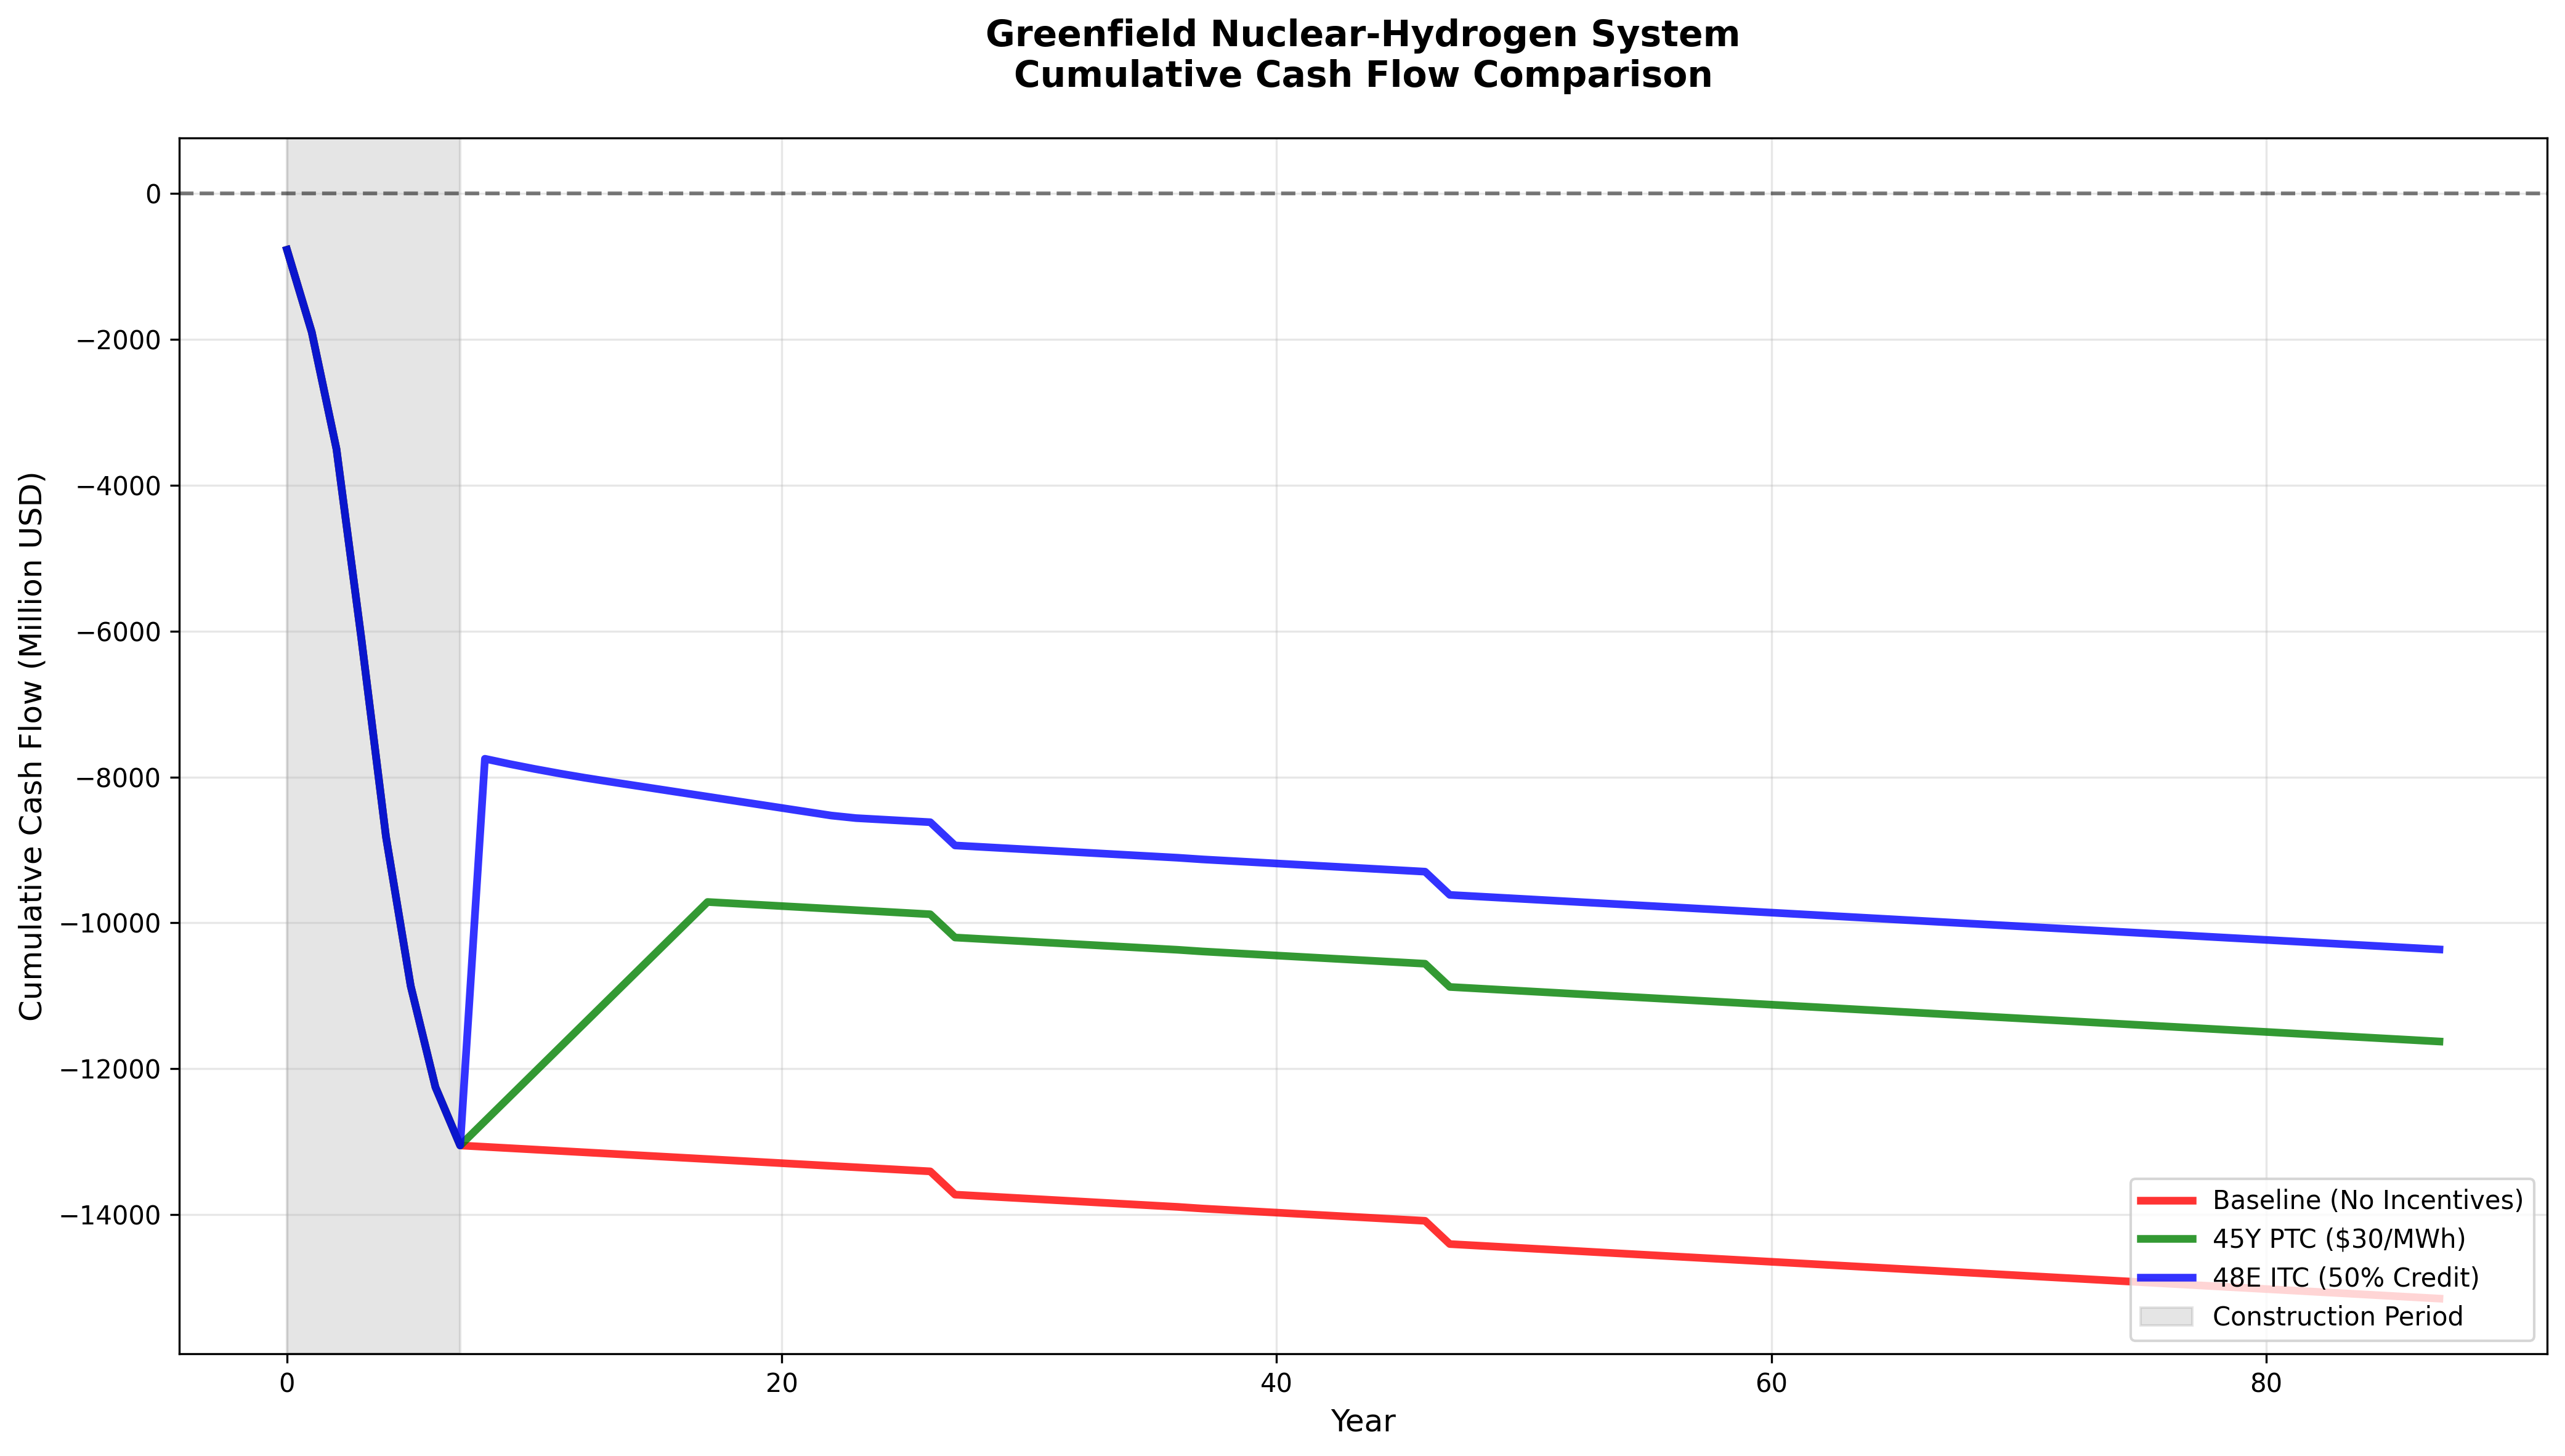 Greenfield Nuclear-Hydrogen System
Cumulative Cash Flow Comparison
Cumulative Cash Flow (Million USD)
0
−2000
−4000
−6000
−8000
−10000
−12000
−14000
0
20
40
60
80
Year
Baseline (No Incentives)
45Y PTC ($30/MWh)
48E ITC (50% Credit)
Construction Period